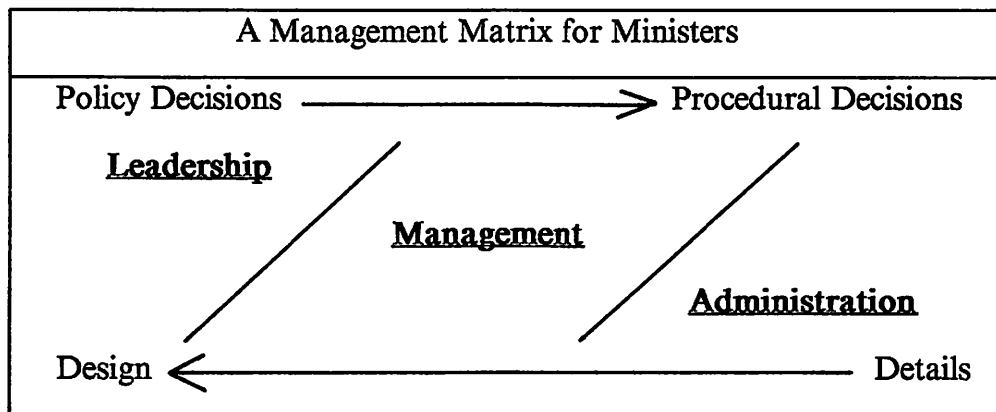 A Management Matrix for Ministers
Policy Decisions Procedural Decisions
Leadership
Management
Administration
Design Details